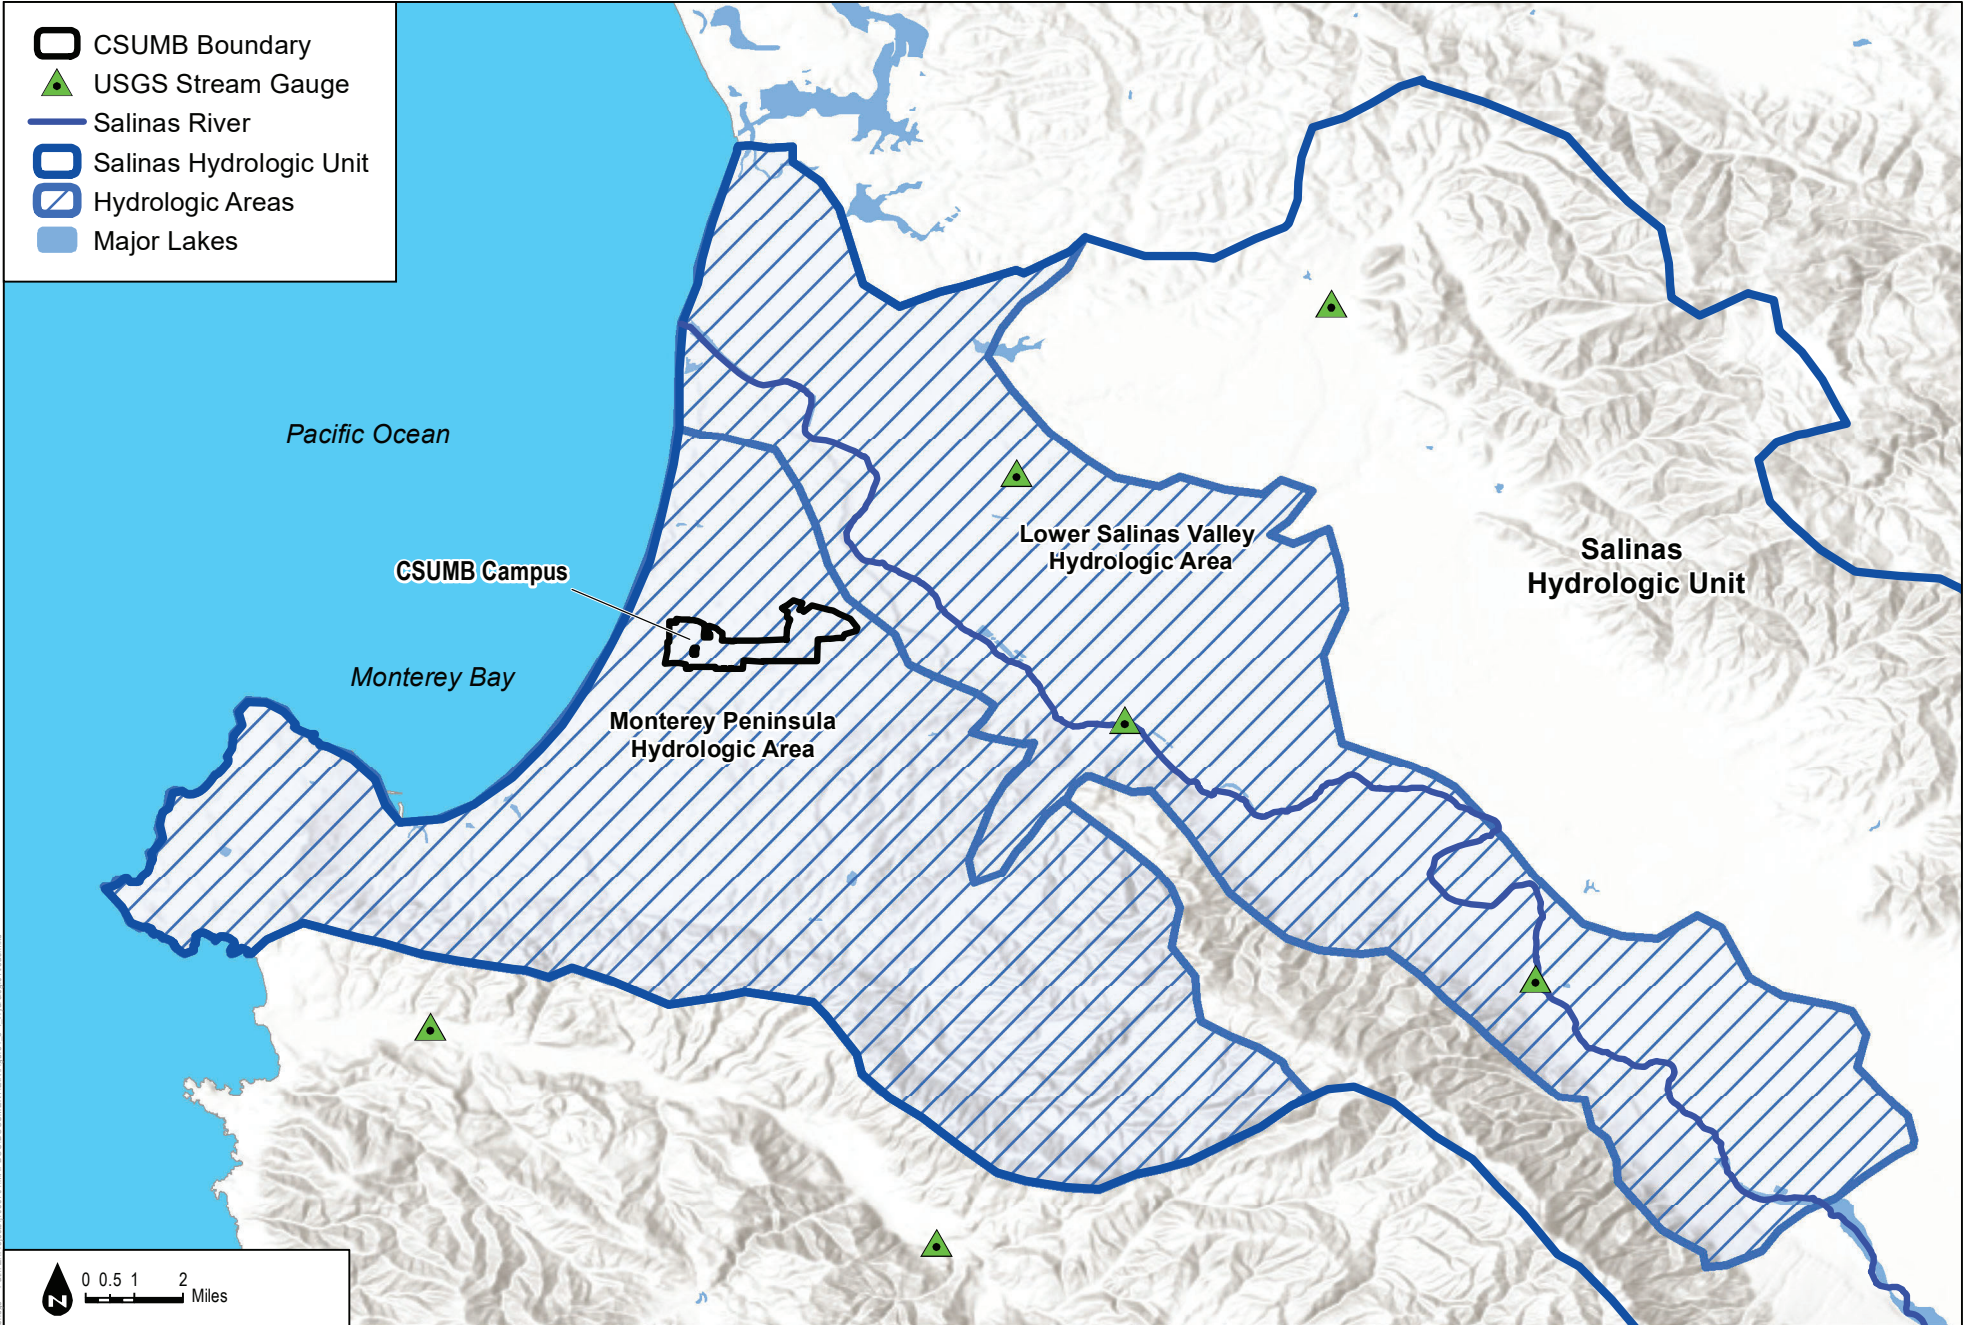 CSUMB Boundary
USGS Stream Gauge
Salinas River
Salinas Hydrologic Unit
Hydrologic Areas
Major Lakes
Pacific Ocean
Lower Salinas Valley
Hydrologic Area
Salinas
Hydrologic Unit
CSUMB Campus
Monterey Bay
Monterey Peninsula
Hydrologic Area
N
0 0.5 1 2
Miles